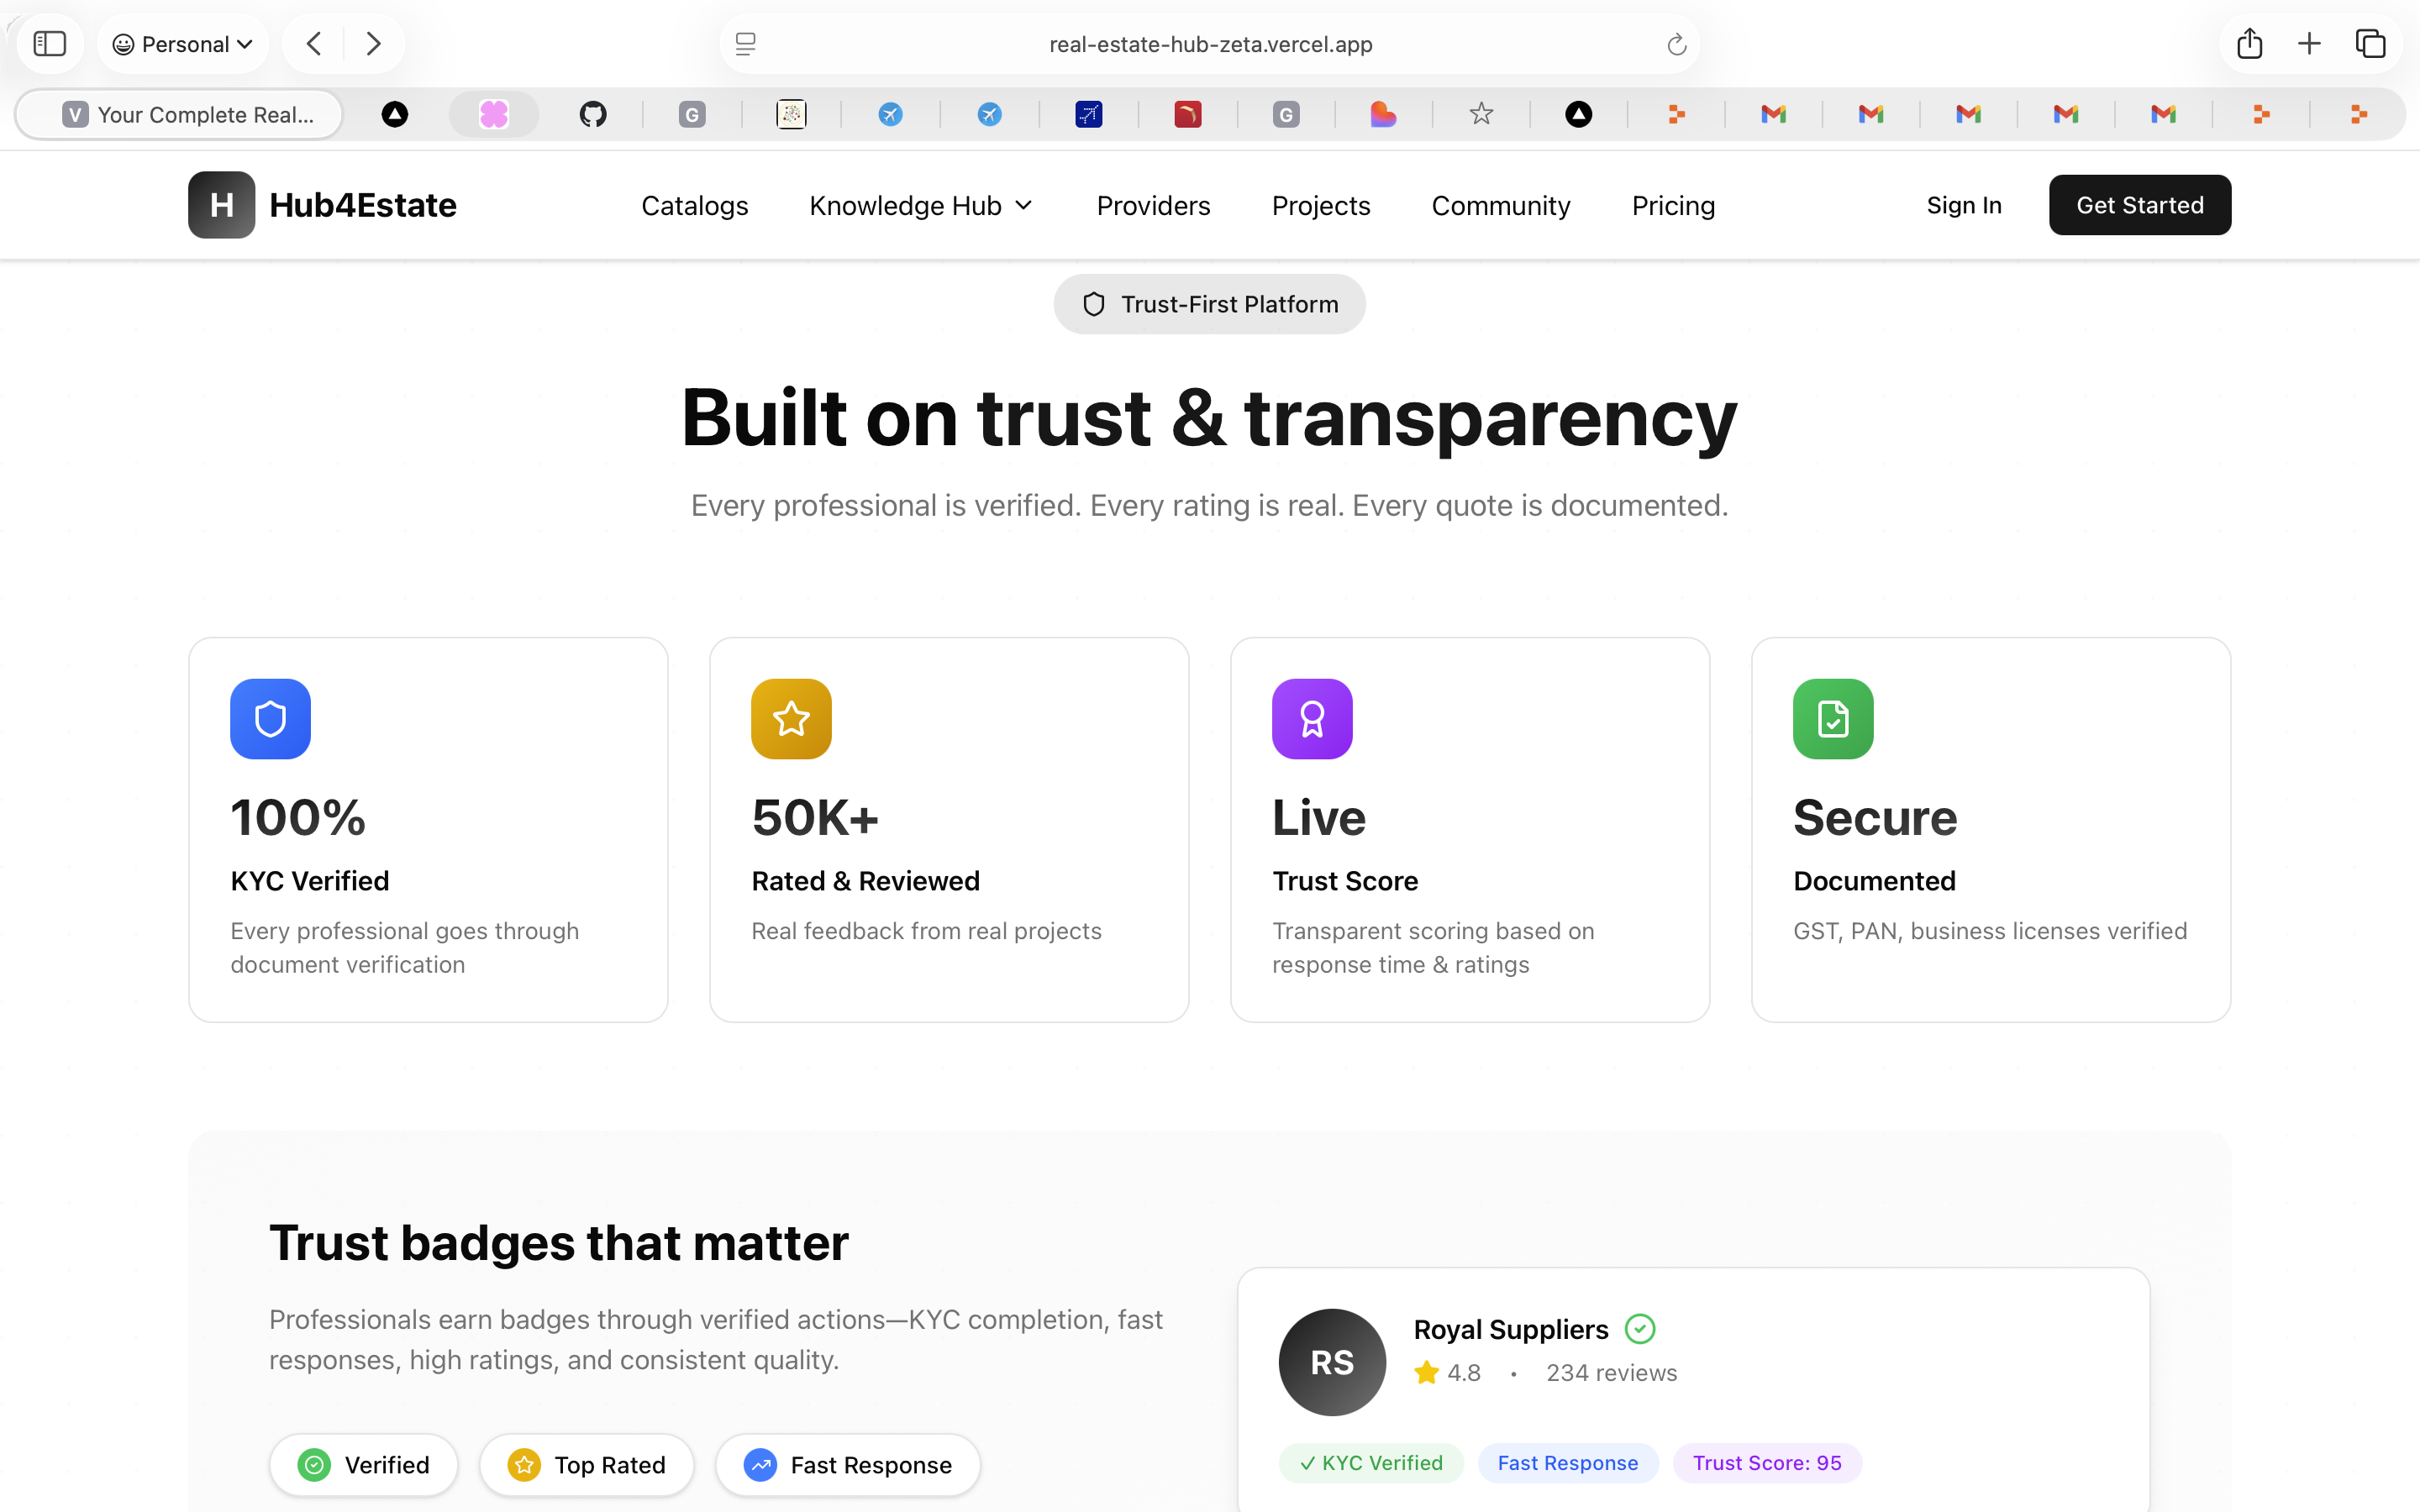 Personal
real-estate-hub-zeta.vercel.app
V Your Complete Real...
G
G
H Hub4Estate
Catalogs
Knowledge Hub
Providers
Projects
Community
Pricing
Sign In
Get Started
Trust-First Platform
Built on trust & transparency
Every professional is verified. Every rating is real. Every quote is documented.
100%
KYC Verified
Every professional goes through
document verification
50K+
Rated & Reviewed
Real feedback from real projects
Live
Trust Score
Transparent scoring based on
response time & ratings
Secure
Documented
GST, PAN, business licenses verified
Trust badges that matter
Professionals earn badges through verified actions—KYC completion, fast
responses, high ratings, and consistent quality.
Verified
Top Rated
Fast Response
RS
Royal Suppliers
4.8 • 234 reviews
✓ KYC Verified
Fast Response
Trust Score: 95